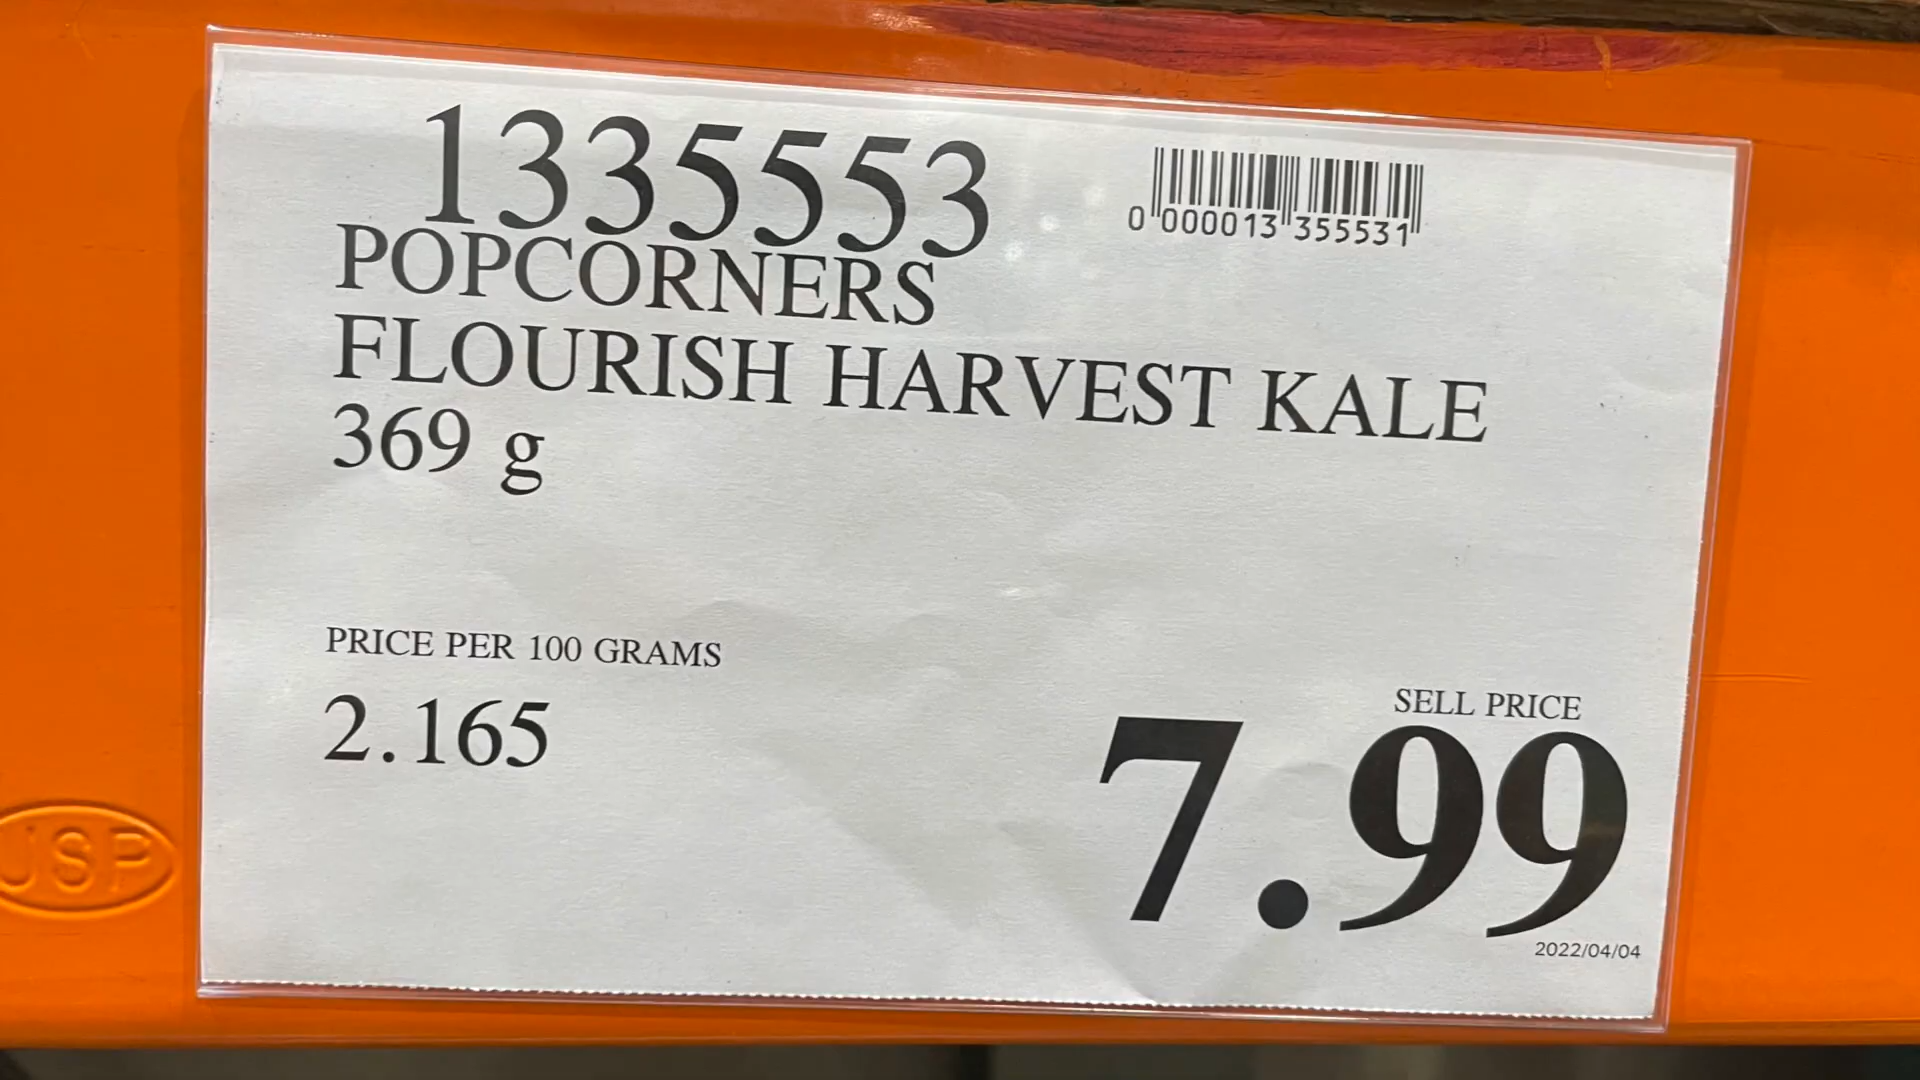 1335553
0 000013 355531
POPCORNERS
FLOURISH HARVEST KALE
369 g
PRICE PER 100 GRAMS
2.165
SELL PRICE
7.99
2022/04/04
JSP